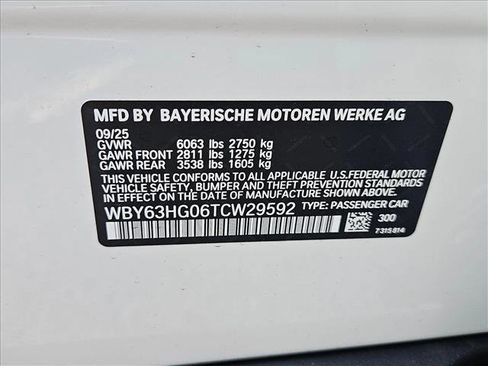 MFD BY BAYERISCHE MOTOREN WERKE AG
09/25
GVWR 6063 lbs 2750 kg
GAWR FRONT 2811 lbs 1275 kg
GAWR REAR 3538 lbs 1605 kg
THIS VEHICLE CONFORMS TO ALL APPLICABLE U.S.FEDERAL MOTOR
VEHICLE SAFETY, BUMPER, AND THEFT PREVENTION STANDARDS
IN EFFECT ON THE DATE OF MANUFACTURE SHOWN ABOVE.
WBY63HG06TCW29592 TYPE: PASSENGER CAR
300
7315814